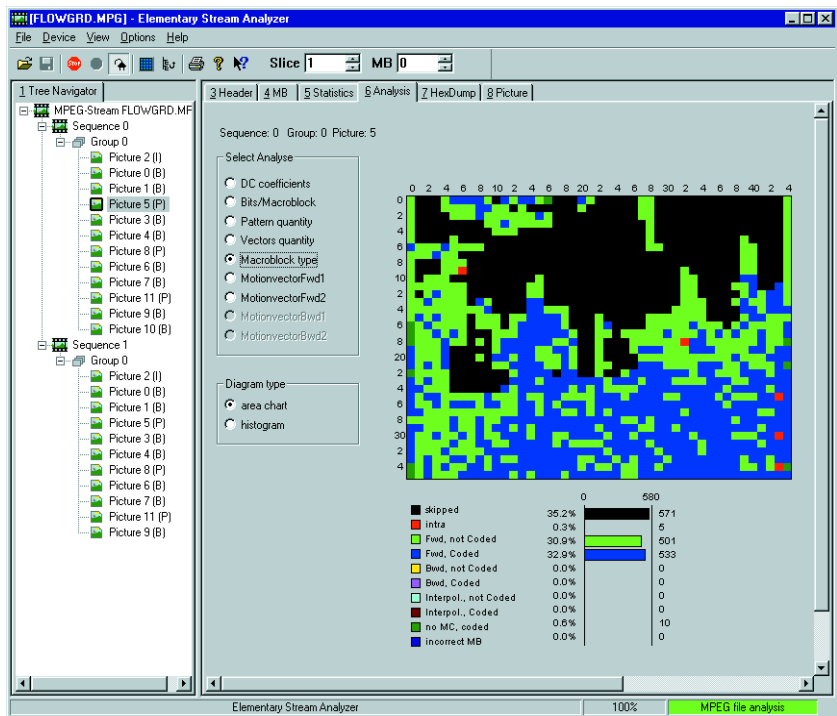 [FLOWGRD.MPG] - Elementary Stream Analyzer
File Device View Options Help
STOP Slice 1 MB 0
1 Tree Navigator
MPEG-Stream FLOWGRD.MF
Sequence 0
Group 0
Picture 2 (I)
Picture 0 (B)
Picture 1 (B)
Picture 5 (P)
Picture 3 (B)
Picture 4 (B)
Picture 8 (P)
Picture 6 (B)
Picture 7 (B)
Picture 11 (P)
Picture 9 (B)
Picture 10 (B)
Sequence 1
Group 0
Picture 2 (I)
Picture 0 (B)
Picture 1 (B)
Picture 5 (P)
Picture 3 (B)
Picture 4 (B)
Picture 8 (P)
Picture 6 (B)
Picture 7 (B)
Picture 11 (P)
Picture 9 (B)
3 Header 4 MB 5 Statistics 6 Analysis 7 HexDump 8 Picture
Sequence: 0 Group: 0 Picture: 5
Select Analyse
DC coefficients
Bits/Macroblock
Pattern quantity
Vectors quantity
Macroblock type
MotionvectorFwd1
MotionvectorFwd2
MotionvectorBwd1
MotionvectorBwd2
Diagram type
area chart
histogram
0 2 4 6 8 10 2 4 6 8 20 2 4 6 8 30 2 4 6 8 40 2 4
0
2
4
6
8
10
2
4
6
8
20
2
4
6
8
30
2
4
0 580
skipped 35.2% 571
intra 0.3% 5
Fwd, not Coded 30.9% 501
Fwd, Coded 32.9% 533
Bwd, not Coded 0.0% 0
Bwd, Coded 0.0% 0
Interpol., not Coded 0.0% 0
Interpol., Coded 0.0% 0
no MC, coded 0.6% 10
incorrect MB 0.0% 0
Elementary Stream Analyzer 100% MPEG file analysis